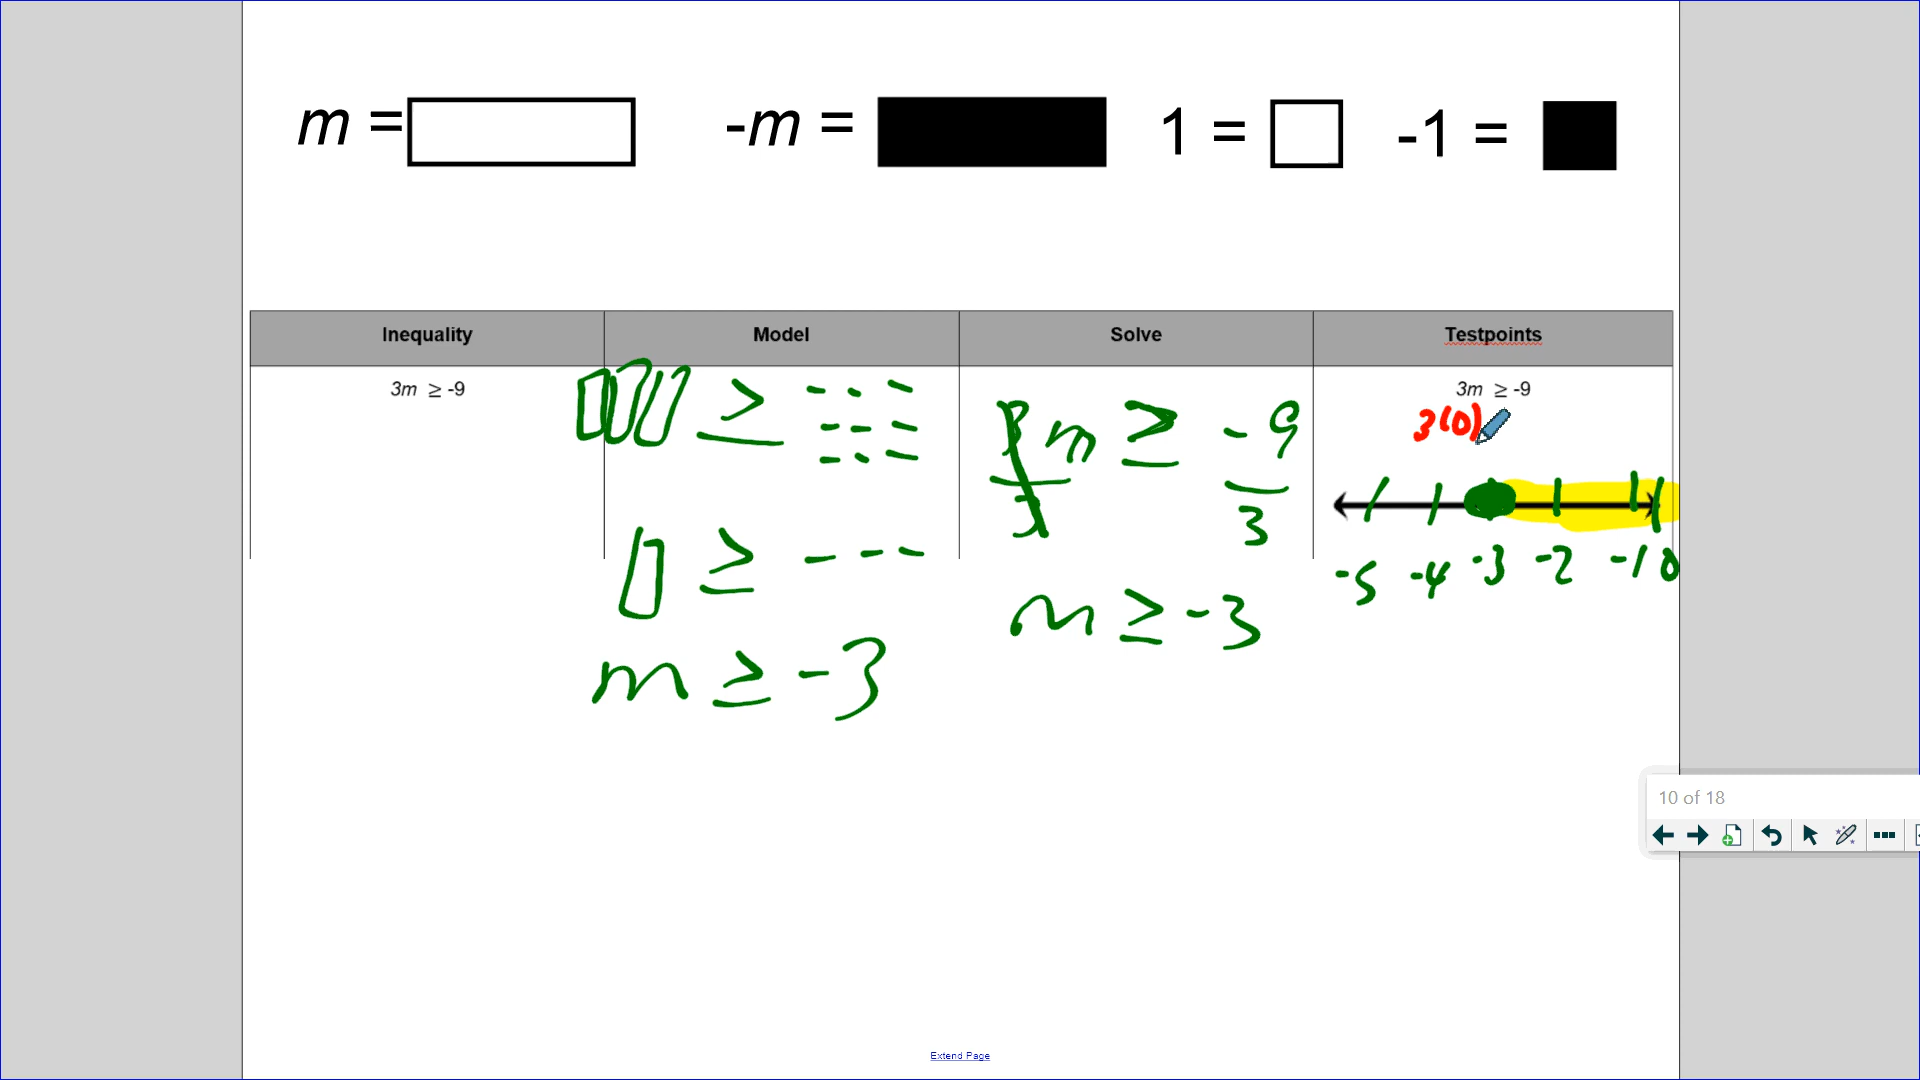 m = -m = 1 = -1 =
Inequality Model Solve Testpoints
3m ≥ -9
≥ - - - - - - - - -
≥ - - -
m ≥ -3
3m ≥ -9
3 3
m ≥ -3
3m ≥ -9
3(0)
-5 -4 -3 -2 -1 0
10 of 18
Extend Page